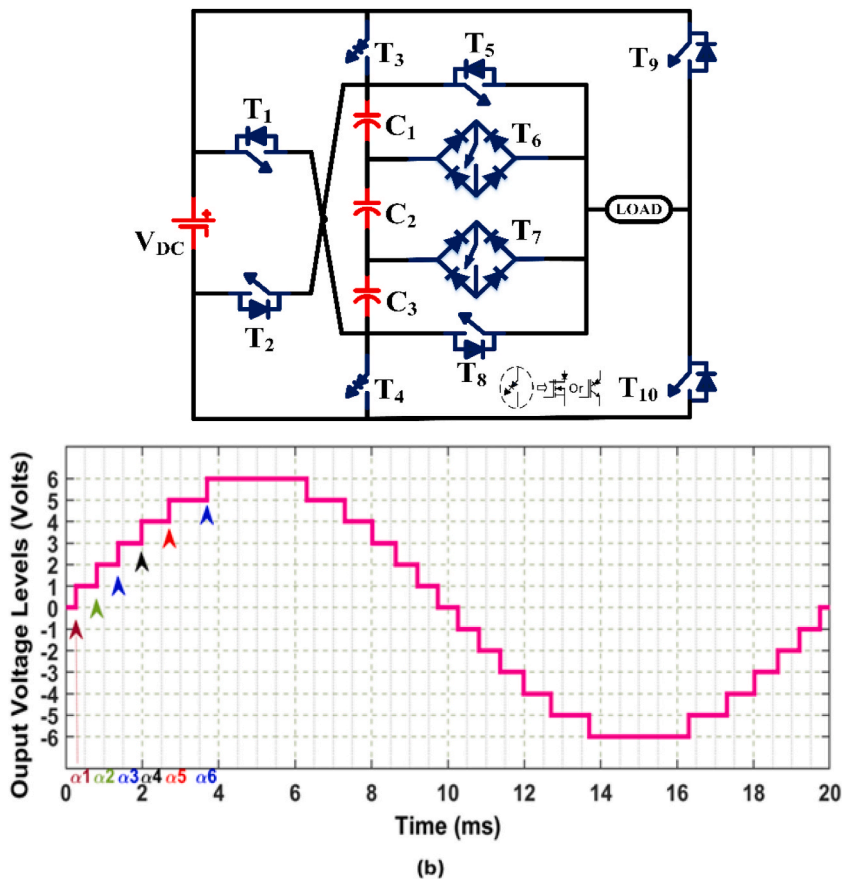 T3
T5
T9
T1
C1
T6
C2
LOAD
VDC
T7
C3
T2
T8
T4
Or
T10
Ouput Voltage Levels (Volts)
6
5
4
3
2
1
0
-1
-2
-3
-4
-5
-6
α1 α2 α3 α4 α5 α6
0 2 4 6 8 10 12 14 16 18 20
Time (ms)
(b)